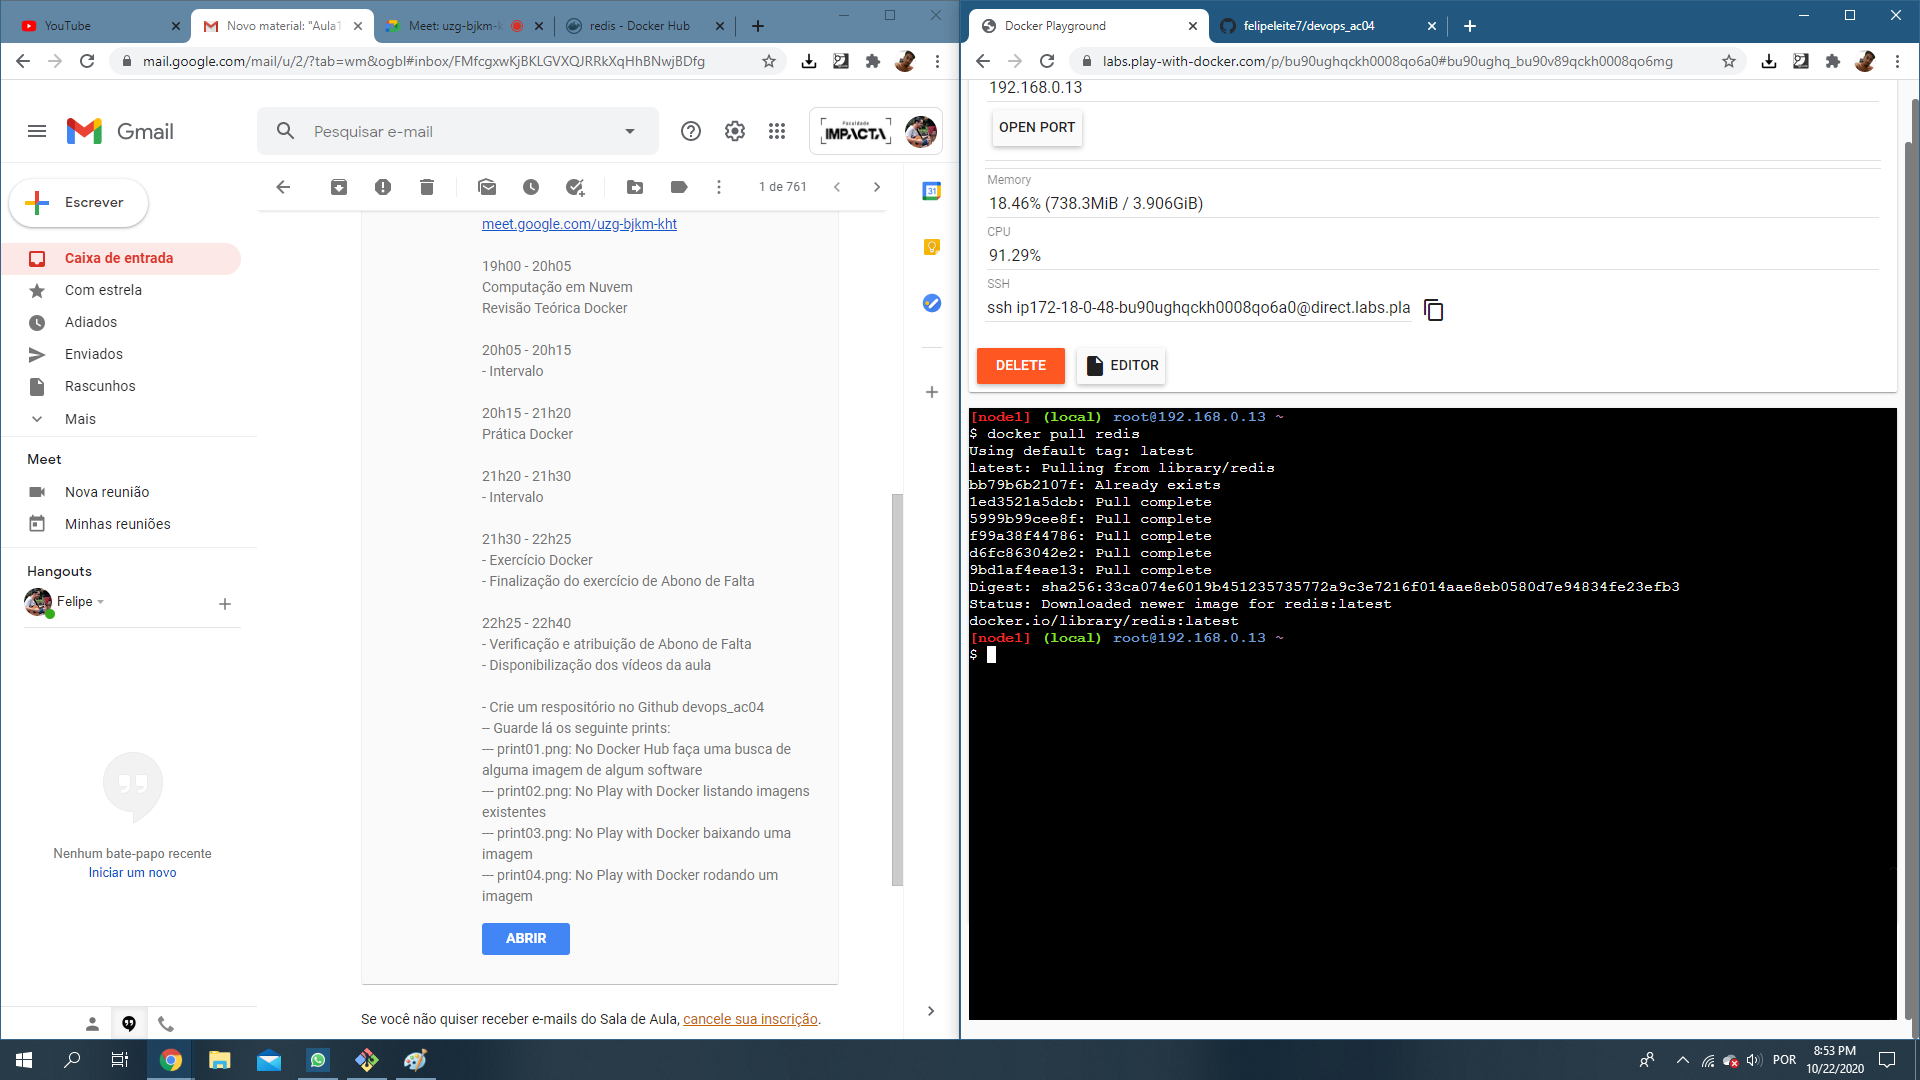 YouTube
Novo material: "Aula1
Meet: uzg-bjkm-k
redis - Docker Hub
mail.google.com/mail/u/2/?tab=wm&ogbl#inbox/FMfcgxwKjBKLGVXQJRRkXqHhBNwjBDfg
Gmail
Pesquisar e-mail
Faculdade
IMPACTA
Escrever
1 de 761
31
Caixa de entrada
Com estrela
Adiados
Enviados
Rascunhos
Mais
Meet
Nova reunião
Minhas reuniões
Hangouts
Felipe
Nenhum bate-papo recente
Iniciar um novo
meet.google.com/uzg-bjkm-kht
19h00 - 20h05
Computação em Nuvem
Revisão Teórica Docker
20h05 - 20h15
- Intervalo
20h15 - 21h20
Prática Docker
21h20 - 21h30
- Intervalo
21h30 - 22h25
- Exercício Docker
- Finalização do exercício de Abono de Falta
22h25 - 22h40
- Verificação e atribuição de Abono de Falta
- Disponibilização dos vídeos da aula
- Crie um respositório no Github devops_ac04
-- Guarde lá os seguinte prints:
--- print01.png: No Docker Hub faça uma busca de
alguma imagem de algum software
--- print02.png: No Play with Docker listando imagens
existentes
--- print03.png: No Play with Docker baixando uma
imagem
--- print04.png: No Play with Docker rodando um
imagem
ABRIR
Se você não quiser receber e-mails do Sala de Aula, cancele sua inscrição.
Docker Playground
felipeleite7/devops_ac04
labs.play-with-docker.com/p/bu90ughqckh0008qo6a0#bu90ughq_bu90v89qckh0008qo6mg
192.168.0.13
OPEN PORT
Memory
18.46% (738.3MiB / 3.906GiB)
CPU
91.29%
SSH
ssh ip172-18-0-48-bu90ughqckh0008qo6a0@direct.labs.pla
DELETE
EDITOR
[node1] (local) root@192.168.0.13 ~
$ docker pull redis
Using default tag: latest
latest: Pulling from library/redis
bb79b6b2107f: Already exists
1ed3521a5dcb: Pull complete
5999b99cee8f: Pull complete
f99a38f44786: Pull complete
d6fc863042e2: Pull complete
9bd1af4eae13: Pull complete
Digest: sha256:33ca074e6019b451235735772a9c3e7216f014aae8eb0580d7e94834fe23efb3
Status: Downloaded newer image for redis:latest
docker.io/library/redis:latest
[node1] (local) root@192.168.0.13 ~
$
POR
8:53 PM
10/22/2020